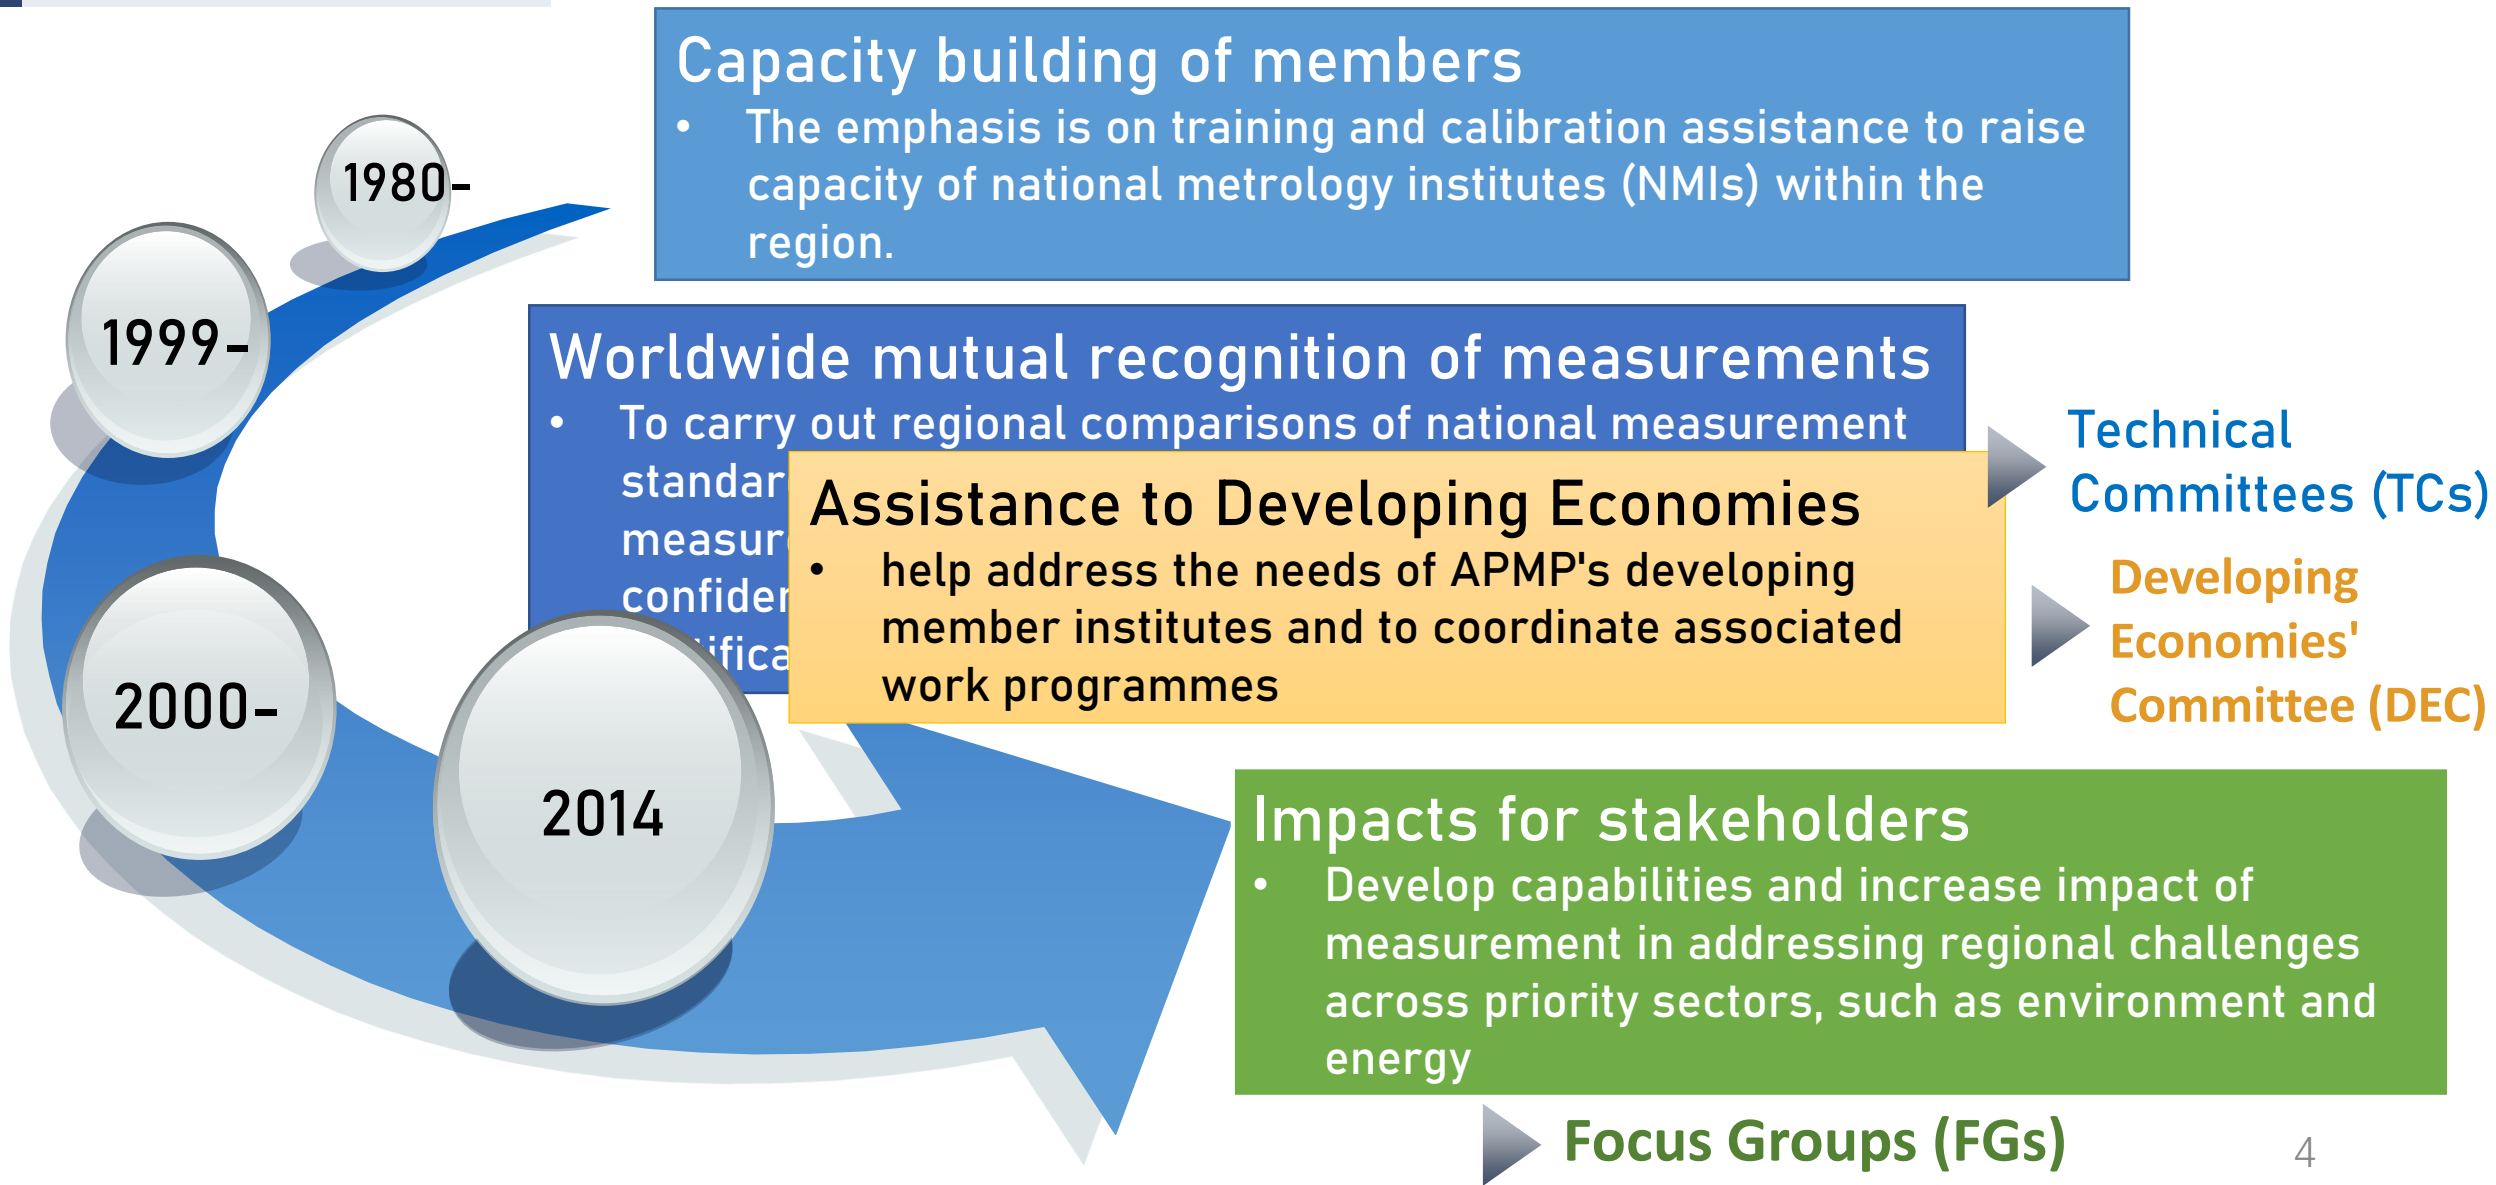 Capacity building of members
• The emphasis is on training and calibration assistance to raise
capacity of national metrology institutes (NMIs) within the
region.
1980-
1999-
Worldwide mutual recognition of measurements
• To carry out regional comparisons of national measurement
Technical
Committees (TCs)
2000-
Assistance to Developing Economies
• help address the needs of APMP's developing
member institutes and to coordinate associated
work programmes
Developing
Economies'
Committee (DEC)
2014
Impacts for stakeholders
• Develop capabilities and increase impact of
measurement in addressing regional challenges
across priority sectors, such as environment and
energy
Focus Groups (FGs)
4